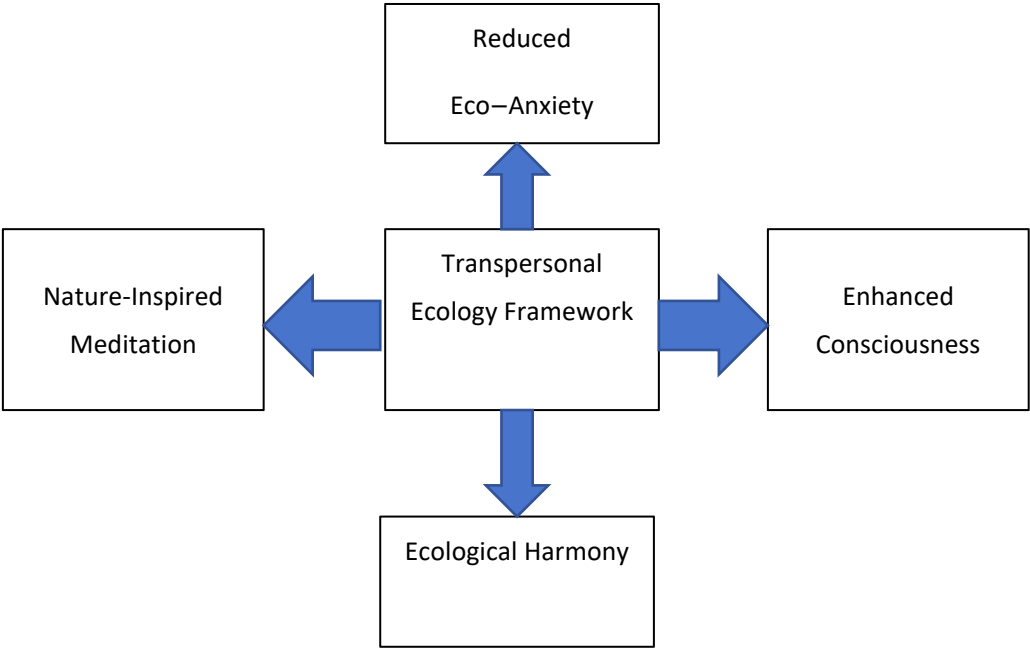 Reduced
Eco−Anxiety
Nature-Inspired
Meditation
Transpersonal
Ecology Framework
Enhanced
Consciousness
Ecological Harmony